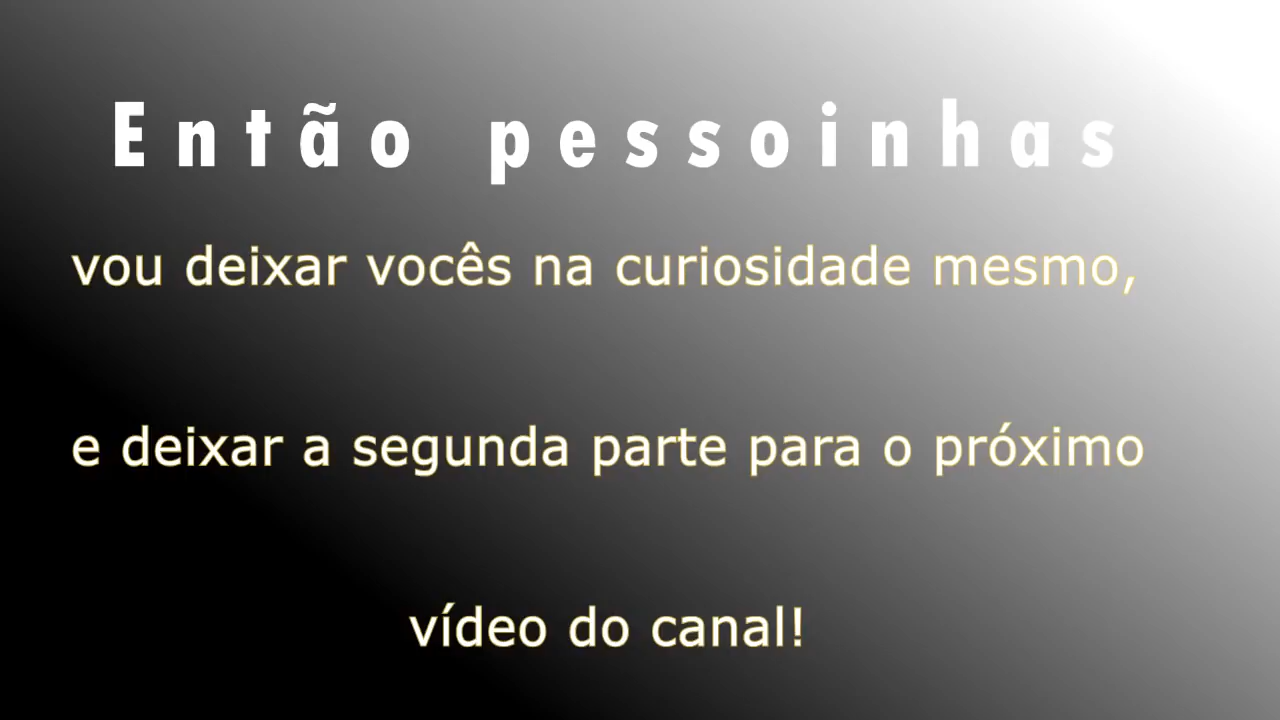 Então pessoinhas
vou deixar vocês na curiosidade mesmo,
e deixar a segunda parte para o próximo
vídeo do canal!